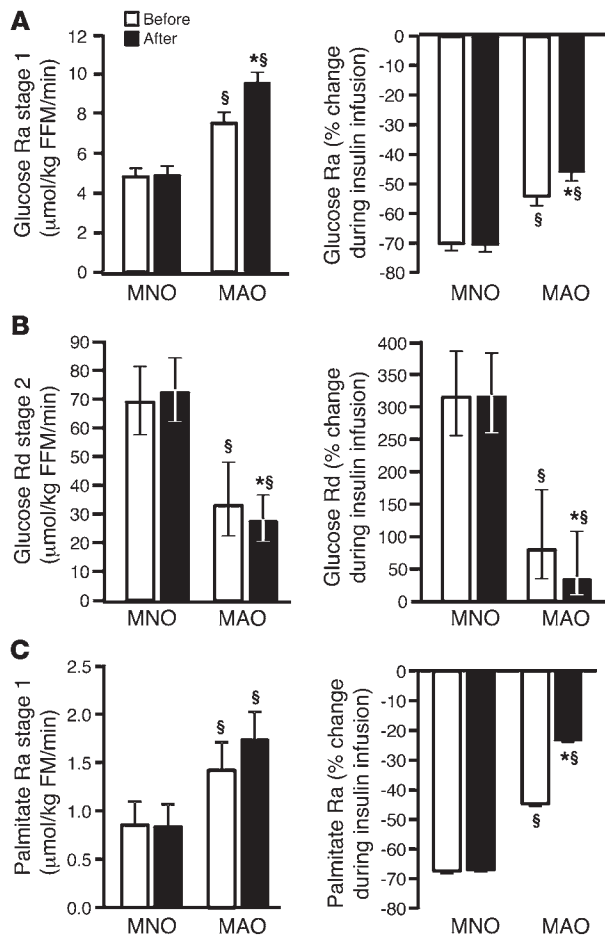 A
Before
After
Glucose Ra stage 1
(μmol/kg FFM/min)
12
10
8
6
4
2
0
§
*§
MNO
MAO
Glucose Ra (% change
during insulin infusion)
0
-10
-20
-30
-40
-50
-60
-70
-80
§
*§
MNO
MAO
B
Glucose Rd stage 2
(μmol/kg FFM/min)
90
80
70
60
50
40
30
20
10
0
§
*§
MNO
MAO
Glucose Rd (% change
during insulin infusion)
400
350
300
250
200
150
100
50
0
§
*§
MNO
MAO
C
Palmitate Ra stage 1
(μmol/kg FM/min)
2.5
2.0
1.5
1.0
0.5
0.0
§
§
MNO
MAO
Palmitate Ra (% change
during insulin infusion)
0
-10
-20
-30
-40
-50
-60
-70
-80
§
*§
MNO
MAO